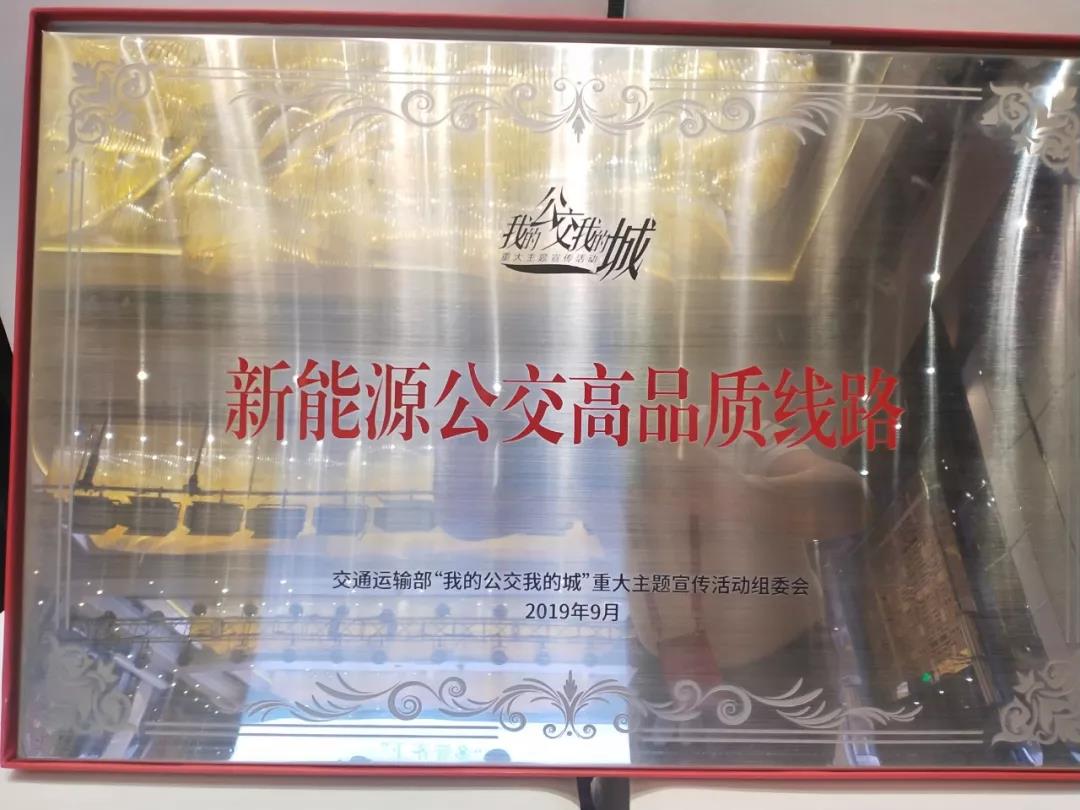 我的公交我的城
重大主题宣传活动
新能源公交高品质线路
交通运输部“我的公交我的城”重大主题宣传活动组委会
2019年9月